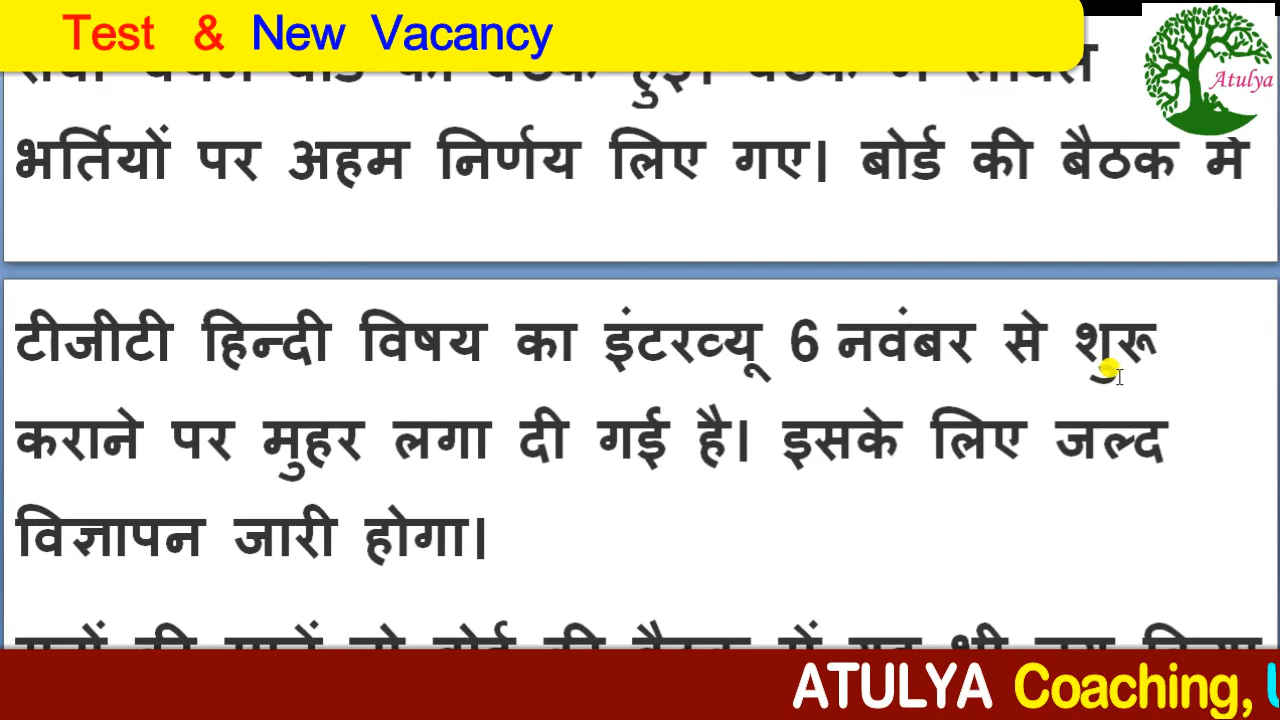 Test & New Vacancy
Atulya
भर्तियों पर अहम निर्णय लिए गए। बोर्ड की बैठक में
टीजीटी हिन्दी विषय का इंटरव्यू 6 नवंबर से शुरू
कराने पर मुहर लगा दी गई है। इसके लिए जल्द
विज्ञापन जारी होगा।
ATULYA Coaching,